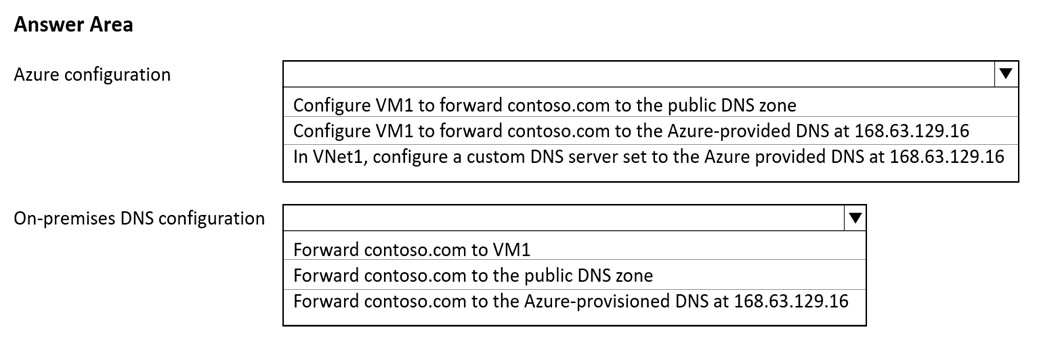 Answer Area
Azure configuration
Configure VM1 to forward contoso.com to the public DNS zone
Configure VM1 to forward contoso.com to the Azure-provided DNS at 168.63.129.16
In VNet1, configure a custom DNS server set to the Azure provided DNS at 168.63.129.16
On-premises DNS configuration
Forward contoso.com to VM1
Forward contoso.com to the public DNS zone
Forward contoso.com to the Azure-provisioned DNS at 168.63.129.16